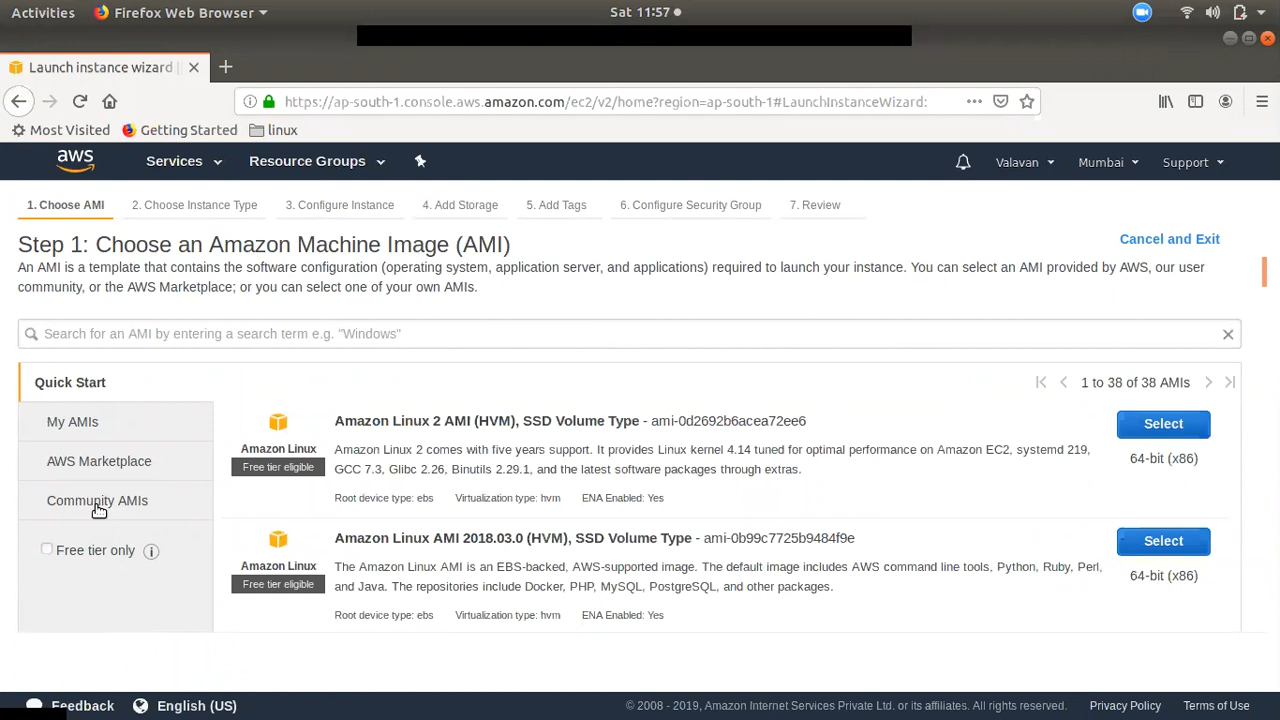 Activities Firefox Web Browser Sat 11:57
Launch instance wizard
https://ap-south-1.console.aws.amazon.com/ec2/v2/home?region=ap-south-1#LaunchInstanceWizard:
Most Visited Getting Started linux
aws Services Resource Groups Valavan Mumbai Support
1. Choose AMI 2. Choose Instance Type 3. Configure Instance 4. Add Storage 5. Add Tags 6. Configure Security Group 7. Review
Step 1: Choose an Amazon Machine Image (AMI) Cancel and Exit
An AMI is a template that contains the software configuration (operating system, application server, and applications) required to launch your instance. You can select an AMI provided by AWS, our user
community, or the AWS Marketplace; or you can select one of your own AMIs.
Search for an AMI by entering a search term e.g. "Windows"
Quick Start 1 to 38 of 38 AMIs
My AMIs
AWS Marketplace
Community AMIs
Free tier only
Amazon Linux 2 AMI (HVM), SSD Volume Type - ami-0d2692b6acea72ee6 Select
Amazon Linux
Free tier eligible
Amazon Linux 2 comes with five years support. It provides Linux kernel 4.14 tuned for optimal performance on Amazon EC2, systemd 219,
GCC 7.3, Glibc 2.26, Binutils 2.29.1, and the latest software packages through extras.
64-bit (x86)
Root device type: ebs Virtualization type: hvm ENA Enabled: Yes
Amazon Linux AMI 2018.03.0 (HVM), SSD Volume Type - ami-0b99c7725b9484f9e Select
Amazon Linux
Free tier eligible
The Amazon Linux AMI is an EBS-backed, AWS-supported image. The default image includes AWS command line tools, Python, Ruby, Perl,
and Java. The repositories include Docker, PHP, MySQL, PostgreSQL, and other packages.
64-bit (x86)
Root device type: ebs Virtualization type: hvm ENA Enabled: Yes
Feedback English (US) © 2008 - 2019, Amazon Internet Services Private Ltd. or its affiliates. All rights reserved. Privacy Policy Terms of Use